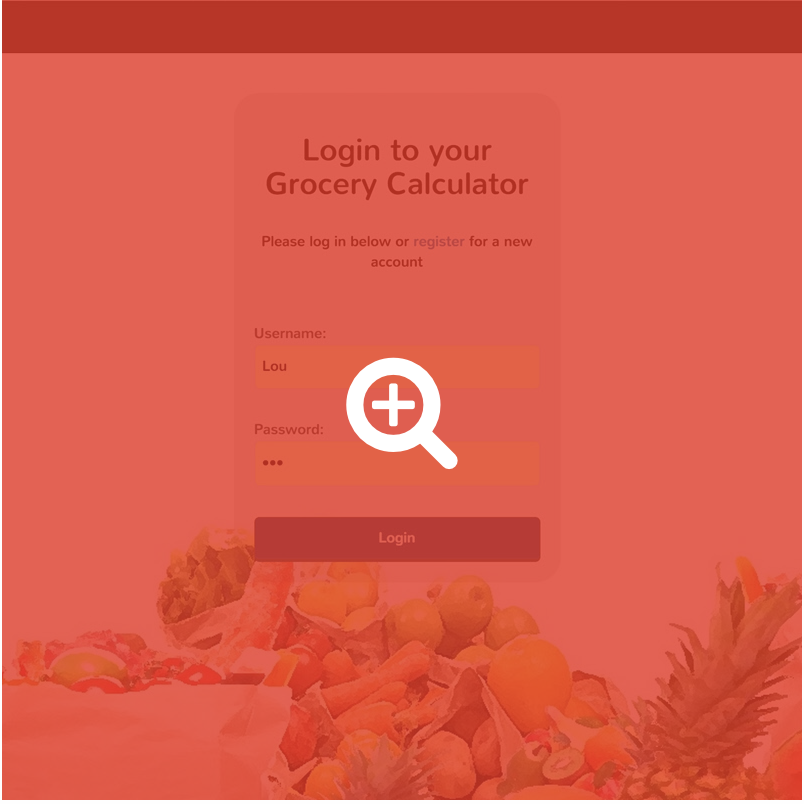 Login to your
Grocery Calculator
Please log in below or register for a new
account
Username:
Lou
Password:
•••
Login